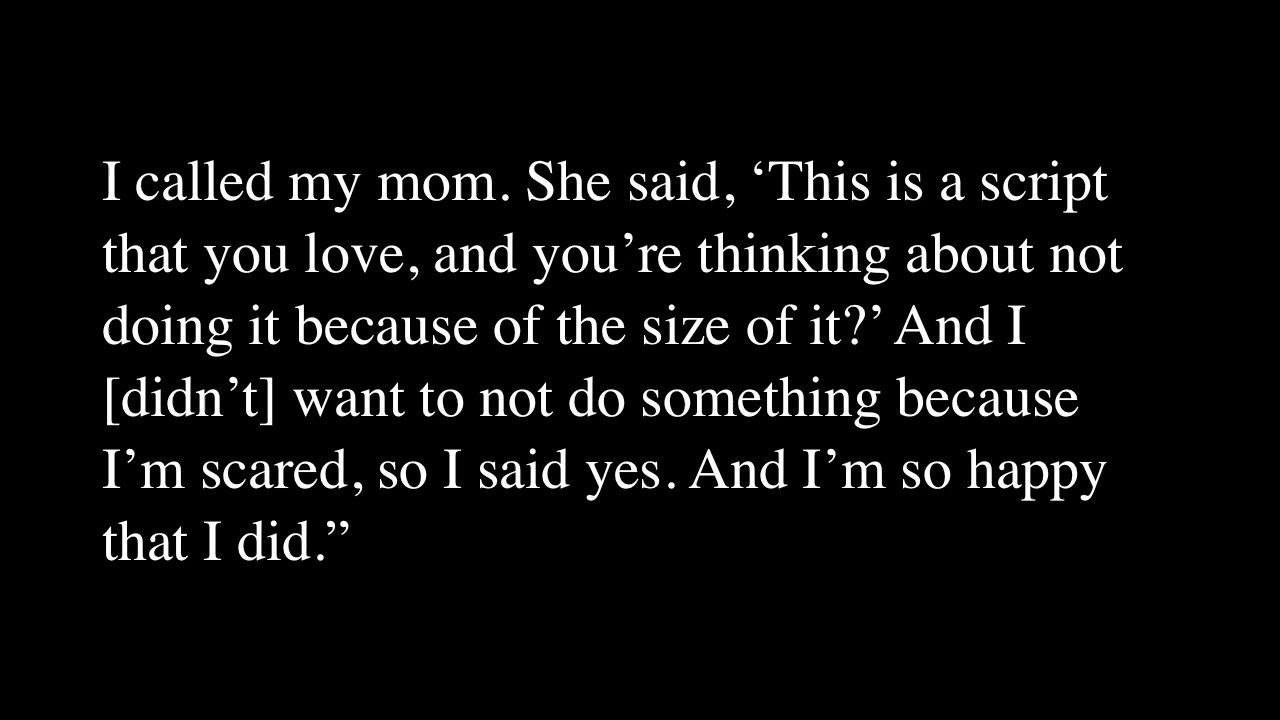 I called my mom. She said, ‘This is a script
that you love, and you’re thinking about not
doing it because of the size of it?’ And I
[didn’t] want to not do something because
I’m scared, so I said yes. And I’m so happy
that I did.”